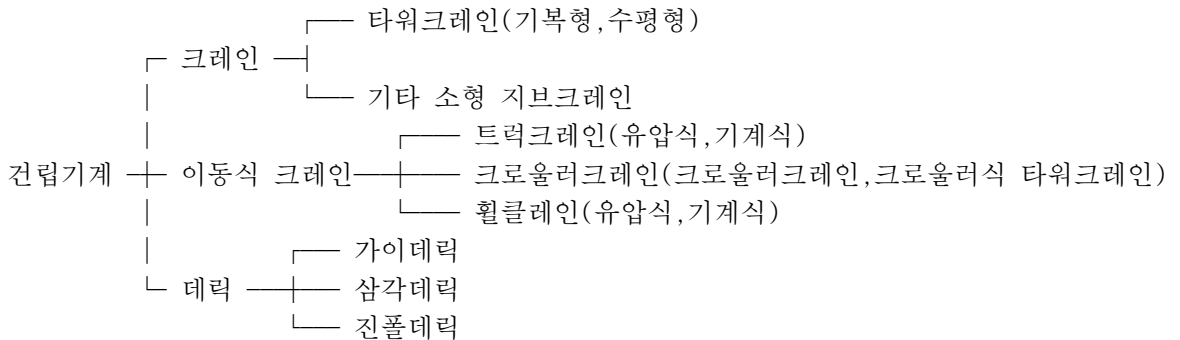 타워크레인(기복형,수평형)
크레인
기타 소형 지브크레인
트럭크레인(유압식,기계식)
건립기계 이동식 크레인 크로울러크레인(크로울러크레인,크로울러식 타워크레인)
휠클레인(유압식,기계식)
가이데릭
데릭 삼각데릭
진폴데릭